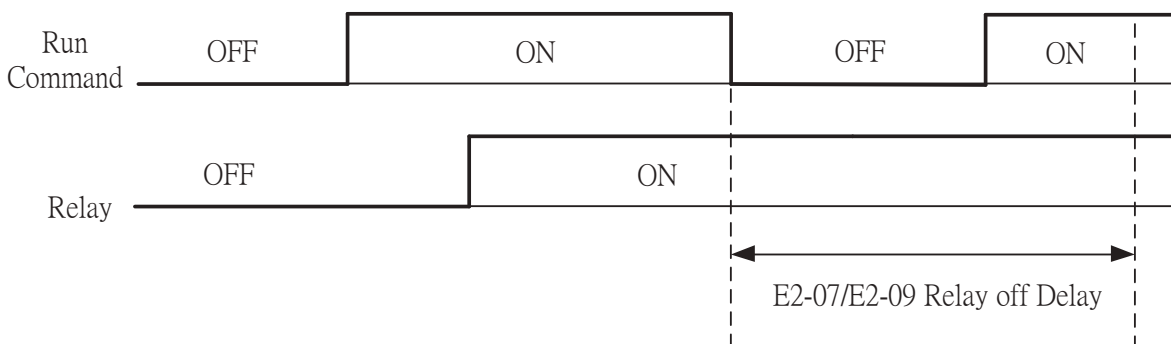 Run
Command
OFF
ON
OFF
ON
Relay
OFF
ON
E2-07/E2-09 Relay off Delay